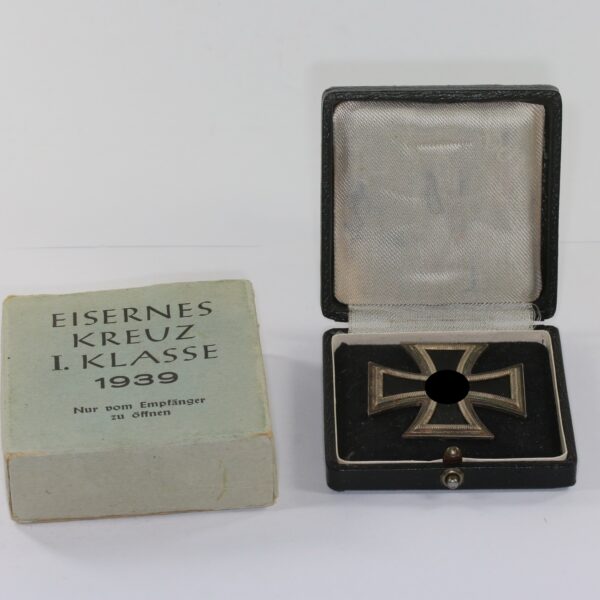 EISERNES
KREUZ
I. KLASSE
1939
Nur vom Empfänger
zu öffnen